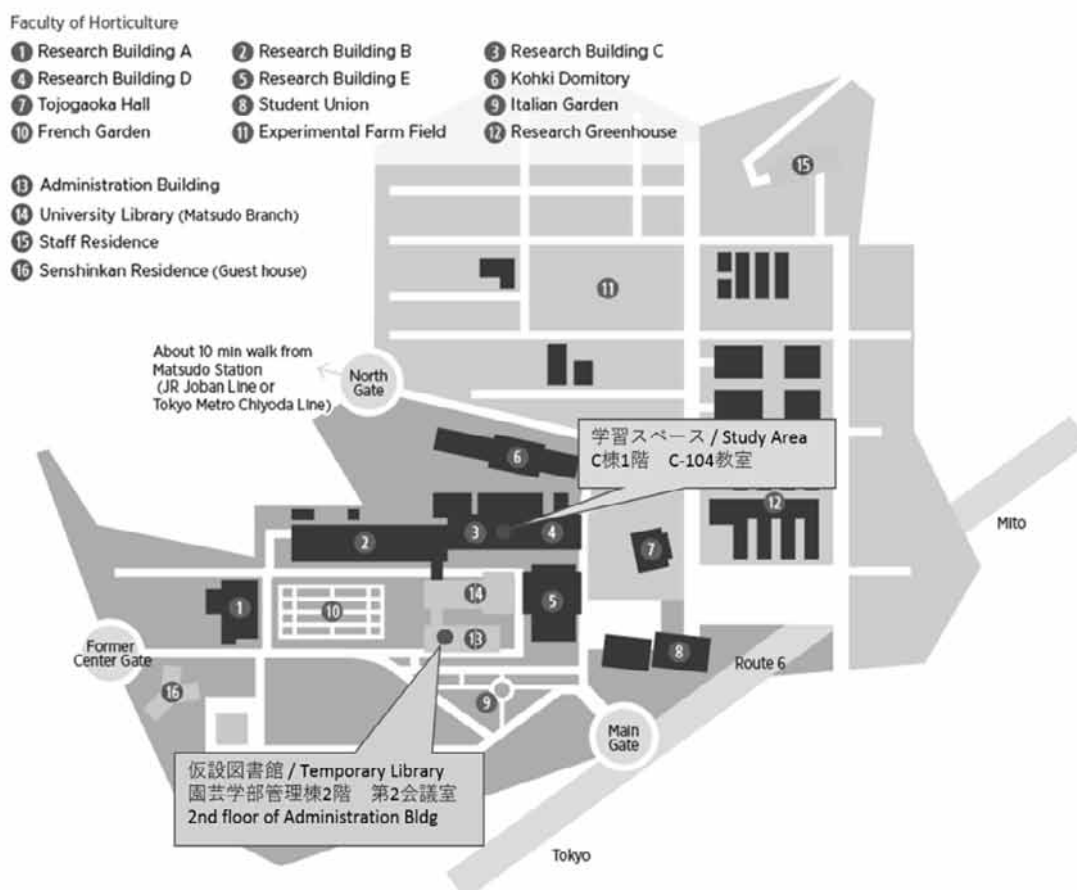 Faculty of Horticulture
1 Research Building A 2 Research Building B 3 Research Building C
4 Research Building D 5 Research Building E 6 Kohki Domitory
7 Tojogaoka Hall 8 Student Union 9 Italian Garden
10 French Garden 11 Experimental Farm Field 12 Research Greenhouse
13 Administration Building
14 University Library (Matsudo Branch)
15 Staff Residence
16 Senshinkan Residence (Guest house)
15
11
About 10 min walk from
Matsudo Station
(JR Joban Line or
Tokyo Metro Chiyoda Line)
North
Gate
学習スペース / Study Area
C棟1階 C-104教室
6
12
Mito
2
3
4
7
1
10
14
5
13
Former
Center Gate
16
9
8
Route 6
Main
Gate
仮設図書館 / Temporary Library
園芸学部管理棟2階 第2会議室
2nd floor of Administration Bldg
Tokyo